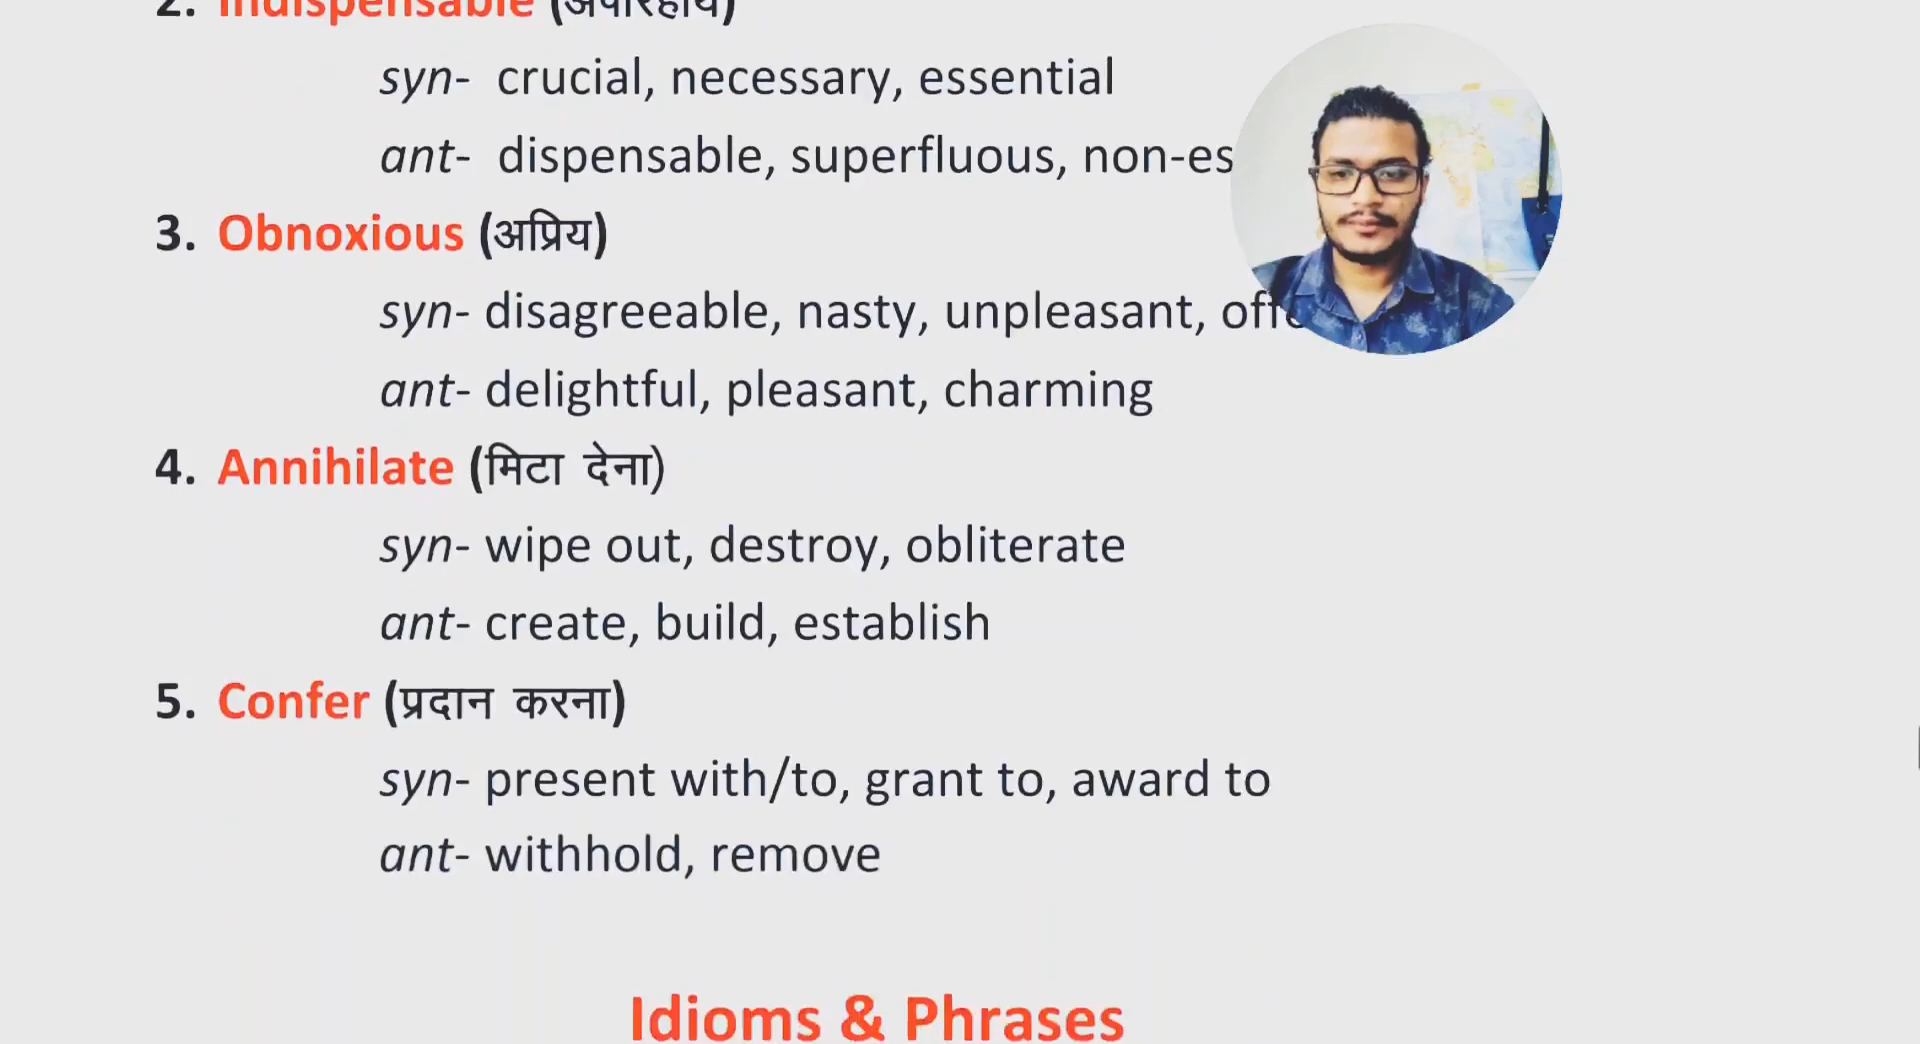 2. Indispensable (अपरिहार्य)
syn- crucial, necessary, essential
ant- dispensable, superfluous, non-es
3. Obnoxious (अप्रिय)
syn- disagreeable, nasty, unpleasant, off
ant- delightful, pleasant, charming
4. Annihilate (मिटा देना)
syn- wipe out, destroy, obliterate
ant- create, build, establish
5. Confer (प्रदान करना)
syn- present with/to, grant to, award to
ant- withhold, remove
Idioms & Phrases